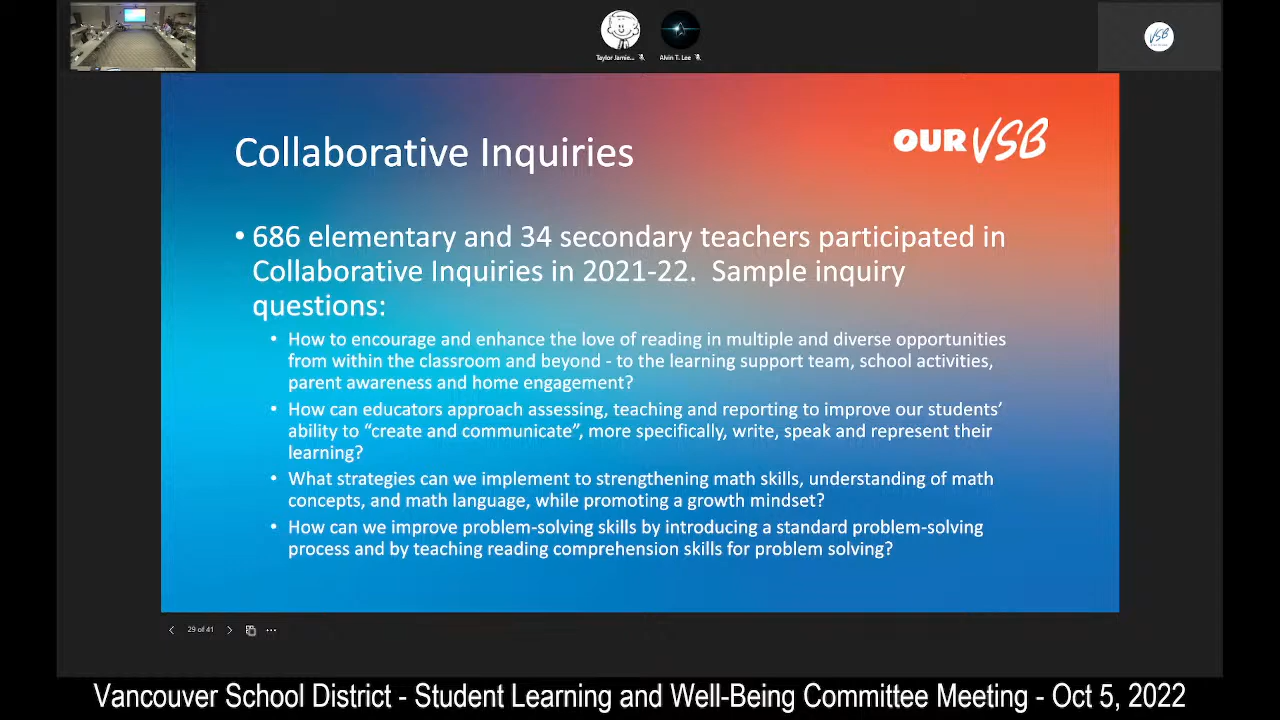 Taylor Jamie...
Alvin T. Lee
VSB
Collaborative Inquiries
OUR VSB
• 686 elementary and 34 secondary teachers participated in
Collaborative Inquiries in 2021-22.  Sample inquiry
questions:
• How to encourage and enhance the love of reading in multiple and diverse opportunities
from within the classroom and beyond - to the learning support team, school activities,
parent awareness and home engagement?
• How can educators approach assessing, teaching and reporting to improve our students’
ability to “create and communicate”, more specifically, write, speak and represent their
learning?
• What strategies can we implement to strengthening math skills, understanding of math
concepts, and math language, while promoting a growth mindset?
• How can we improve problem-solving skills by introducing a standard problem-solving
process and by teaching reading comprehension skills for problem solving?
29 of 41
Vancouver School District - Student Learning and Well-Being Committee Meeting - Oct 5, 2022